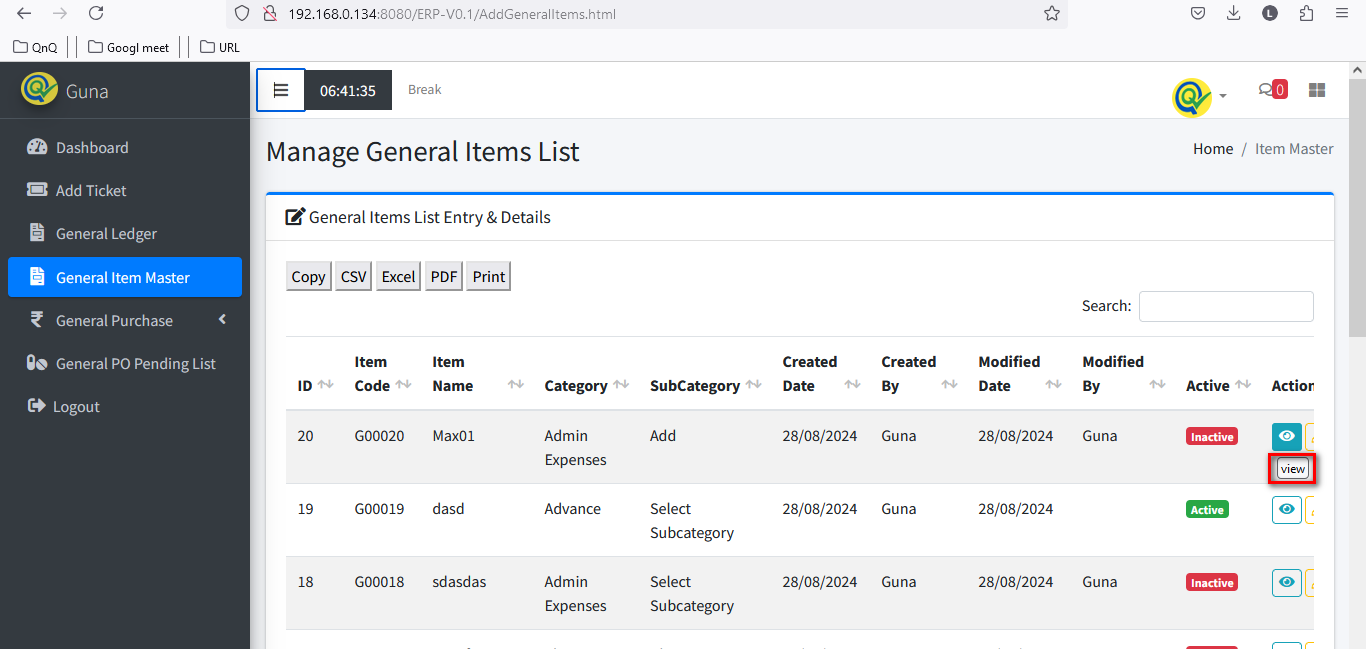 192.168.0.134:8080/ERP-V0.1/AddGeneralItems.html
L
QnQ
Googl meet
URL
Guna
06:41:35
Break
0
Dashboard
Add Ticket
General Ledger
General Item Master
General Purchase
General PO Pending List
Logout
Manage General Items List
Home / Item Master
General Items List Entry & Details
Copy CSV Excel PDF Print
Search:
ID Item Code Item Name Category SubCategory Created Date Created By Modified Date Modified By Active Action
20 G00020 Max01 Admin Expenses Add 28/08/2024 Guna 28/08/2024 Guna Inactive
view
19 G00019 dasd Advance Select Subcategory 28/08/2024 Guna 28/08/2024 Active
18 G00018 sdasdas Admin Expenses Select Subcategory 28/08/2024 Guna 28/08/2024 Guna Inactive